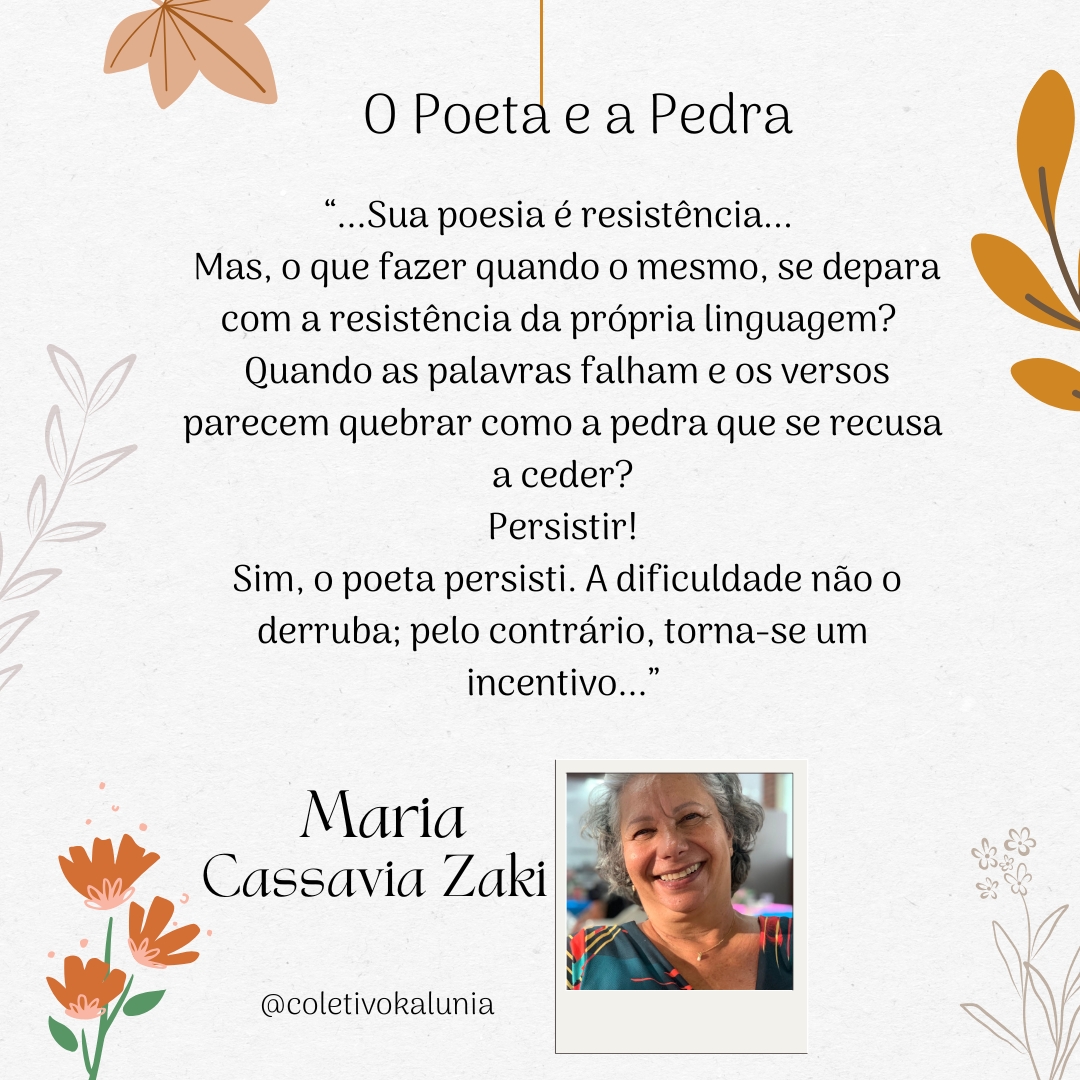 O Poeta e a Pedra
“...Sua poesia é resistência...
Mas, o que fazer quando o mesmo, se depara
com a resistência da própria linguagem?
Quando as palavras falham e os versos
parecem quebrar como a pedra que se recusa
a ceder?
Persistir!
Sim, o poeta persisti. A dificuldade não o
derruba; pelo contrário, torna-se um
incentivo...”
Maria
Cassavia Zaki
@coletivokalunia